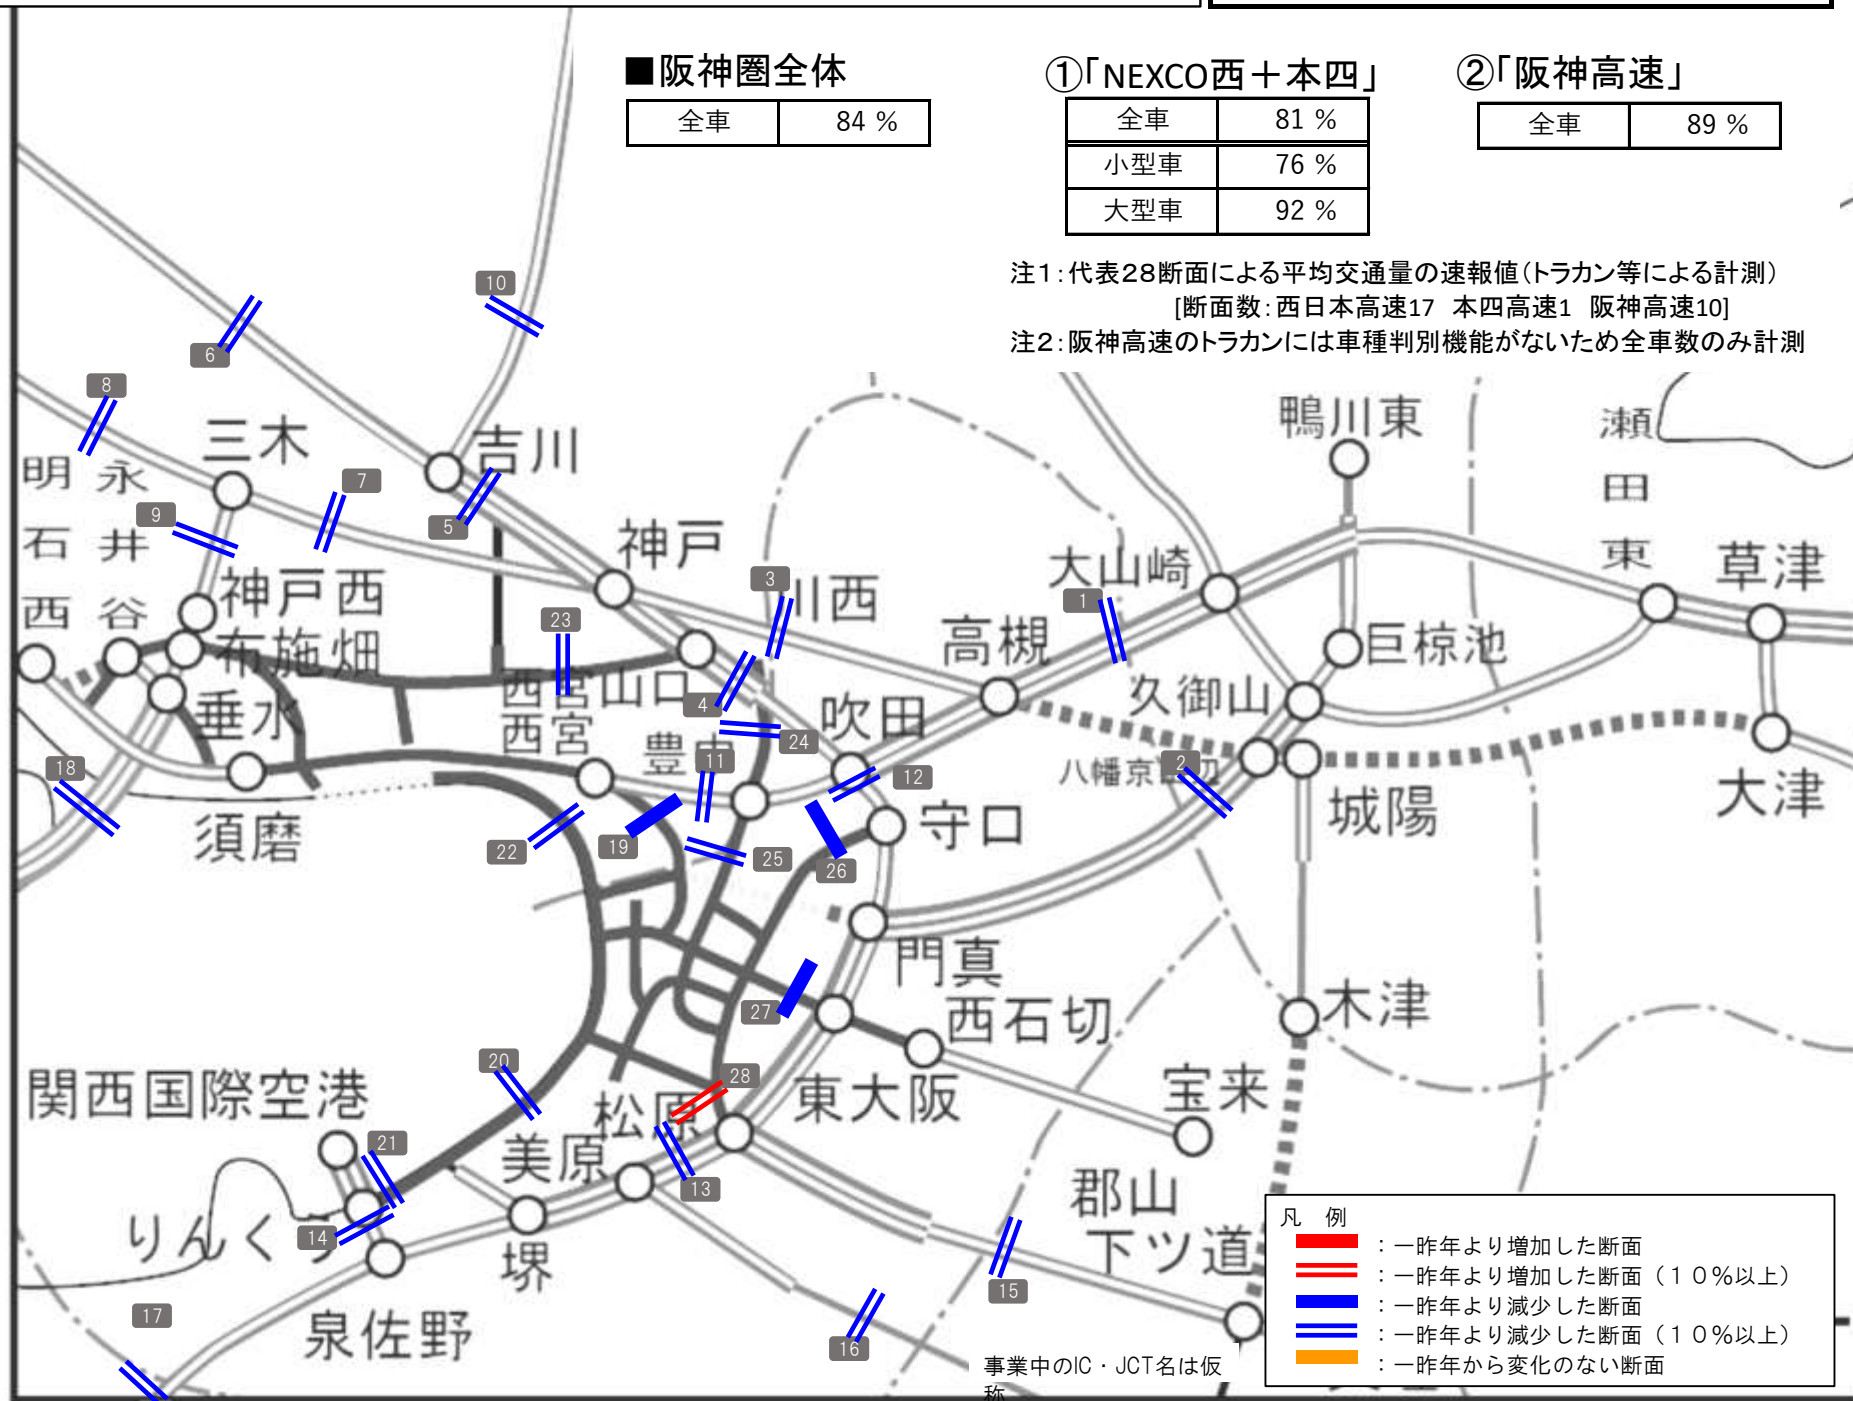 ■阪神圏全体
全車 84 %
①「NEXCO西＋本四」
全車 81 %
小型車 76 %
大型車 92 %
②「阪神高速」
全車 89 %
注１：代表２８断面による平均交通量の速報値（トラカン等による計測）
[断面数：西日本高速17 本四高速1 阪神高速10]
注２：阪神高速のトラカンには車種判別機能がないため全車数のみ計測
10
6
8
三木
吉川
鴨川東
瀬田東
明石西
永井谷
7
9
5
神戸
大山崎
草津
3
川西
1
神戸西
布施畑
23
高槻
巨椋池
西宮山口
4
久御山
垂水
西宮
吹田
24
豊中
11
12
18
八幡京田辺
2
城陽
大津
須磨
22
19
25
26
守口
門真
27
西石切
木津
関西国際空港
20
28
松原
東大阪
宝来
21
美原
13
郡山下ツ道
りんくう
14
堺
15
17
泉佐野
16
事業中のIC・JCT名は仮
称
凡 例
：一昨年より増加した断面
：一昨年より増加した断面（１０％以上）
：一昨年より減少した断面
：一昨年より減少した断面（１０％以上）
：一昨年から変化のない断面